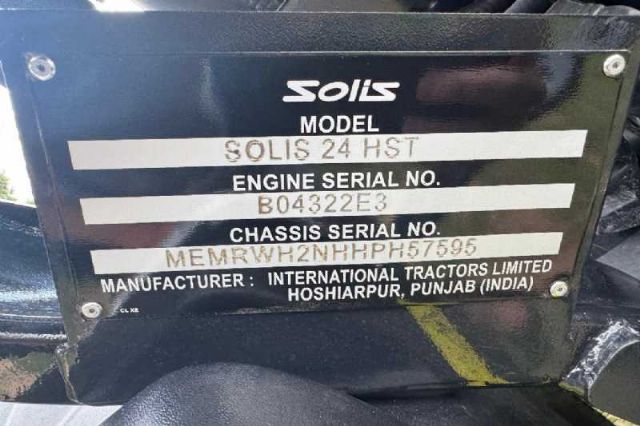 Solis
MODEL
SOLIS 24 HST
ENGINE SERIAL NO.
B04322E3
CHASSIS SERIAL NO.
MEMRWH2NHHPH57595
MANUFACTURER : INTERNATIONAL TRACTORS LIMITED
HOSHIARPUR, PUNJAB (INDIA)